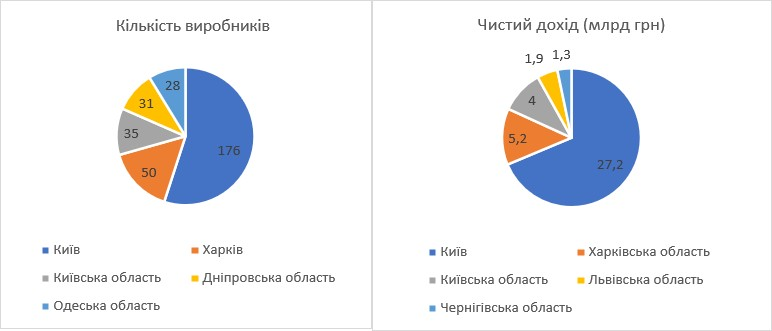 Кількість виробників
28
31
35
50
176
Київ
Харків
Київська область
Дніпровська область
Одеська область
Чистий дохід (млрд грн)
1,9
1,3
4
5,2
27,2
Київ
Харківська область
Київська область
Львівська область
Чернігівська область